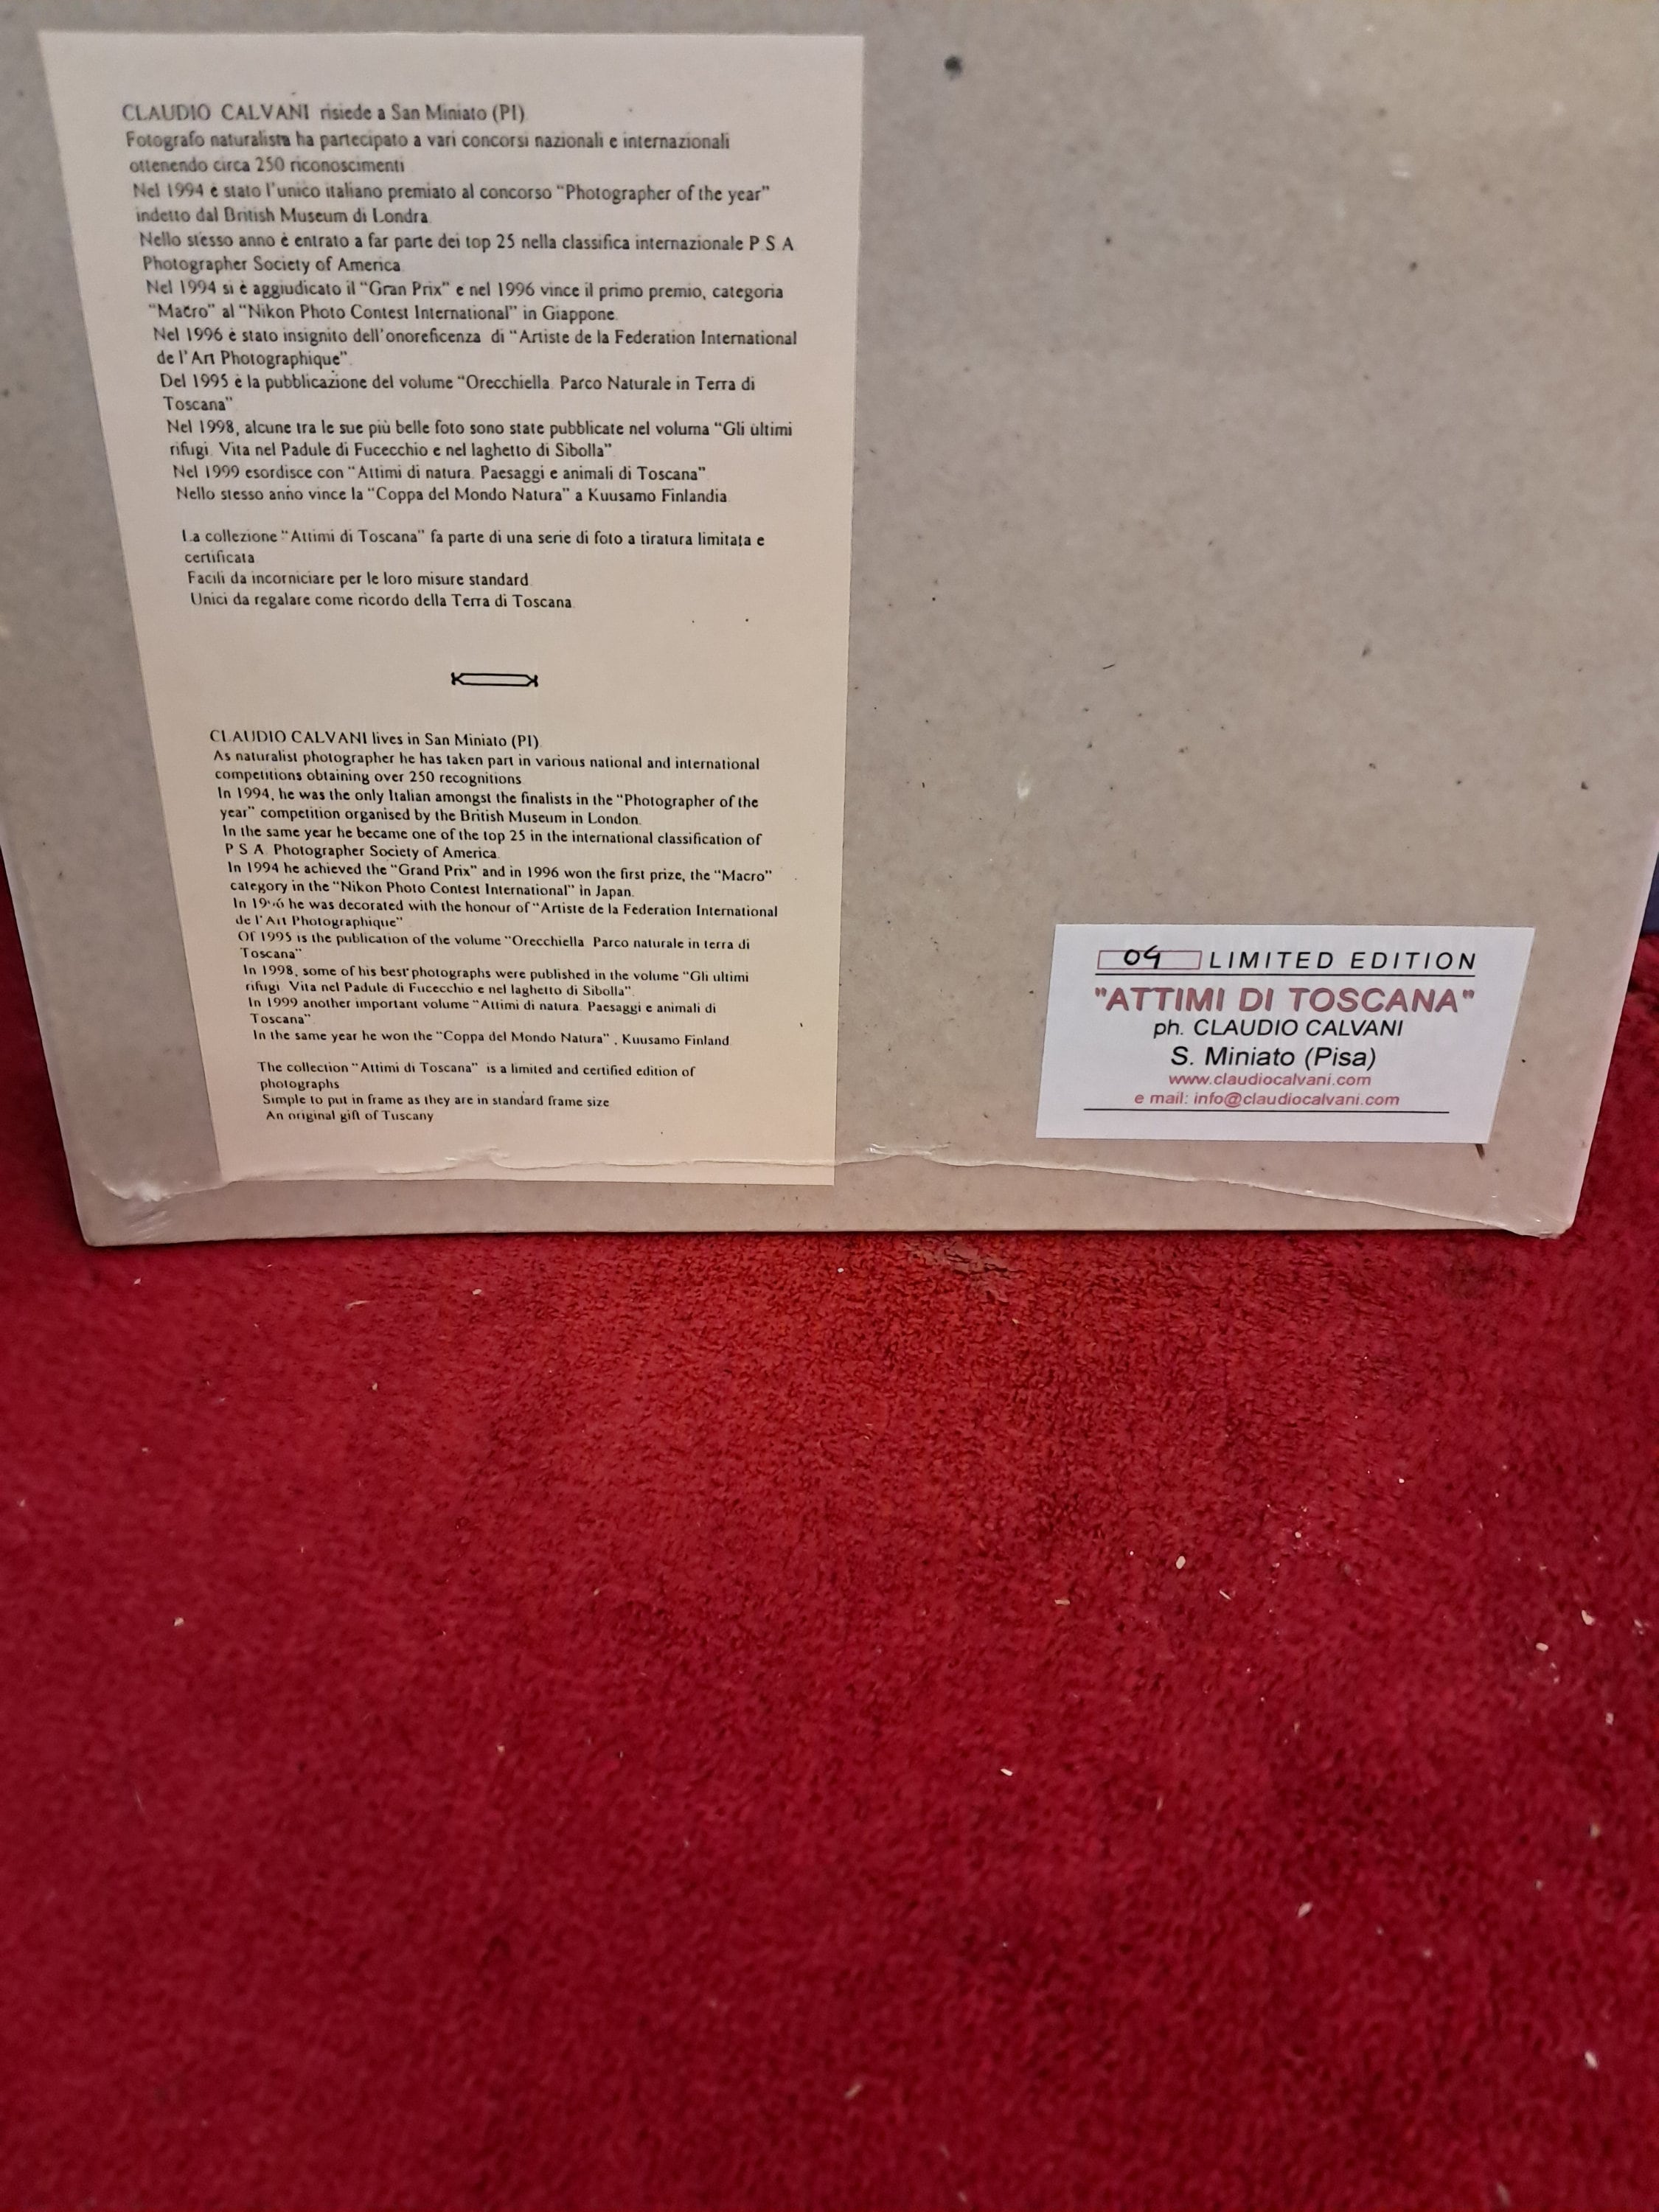 CLAUDIO CALVANI risiede a San Miniato (PI)
Fotografo naturalista ha partecipato a vari concorsi nazionali e internazionali
ottenendo circa 250 riconoscimenti
Nel 1994 è stato l'unico italiano premiato al concorso "Photographer of the year"
indetto dal British Museum di Londra.
Nello stesso anno è entrato a far parte dei top 25 nella classifica internazionale P.S.A.
Photographer Society of America.
Nel 1994 si è aggiudicato il "Gran Prix" e nel 1996 vince il primo premio, categoria
"Macro" al "Nikon Photo Contest International" in Giappone.
Nel 1996 è stato insignito dell'onoreficenza di "Artiste de la Federation International
de l'Art Photographique".
Del 1995 è la pubblicazione del volume "Orecchiella. Parco Naturale in Terra di
Toscana".
Nel 1998, alcune tra le sue più belle foto sono state pubblicate nel voluma "Gli ultimi
rifugi. Vita nel Padule di Fucecchio e nel laghetto di Sibolla".
Nel 1999 esordisce con "Attimi di natura. Paesaggi e animali di Toscana"
Nello stesso anno vince la "Coppa del Mondo Natura" a Kuusamo Finlandia
La collezione "Attimi di Toscana" fa parte di una serie di foto a tiratura limitata e
certificata
Facili da incorniciare per le loro misure standard.
Unici da regalare come ricordo della Terra di Toscana.
CLAUDIO CALVANI lives in San Miniato (PI)
As naturalist photographer he has taken part in various national and international
competitions obtaining over 250 recognitions
In 1994, he was the only Italian amongst the finalists in the "Photographer of the
year" competition organised by the British Museum in London.
In the same year he became one of the top 25 in the international classification of
P.S.A. Photographer Society of America.
In 1994 he achieved the "Grand Prix" and in 1996 won the first prize, the "Macro"
category in the "Nikon Photo Contest International" in Japan.
In 1996 he was decorated with the honour of "Artiste de la Federation International
de l'Art Photographique"
Of 1995 is the publication of the volume "Orecchiella Parco naturale in terra di
Toscana".
In 1998, some of his best photographs were published in the volume "Gli ultimi
rifugi. Vita nel Padule di Fucecchio e nel laghetto di Sibolla".
In 1999 another important volume "Attimi di natura. Paesaggi e animali di
Toscana".
In the same year he won the "Coppa del Mondo Natura", Kuusamo Finland.
The collection "Attimi di Toscana" is a limited and certified edition of
photographs
Simple to put in frame as they are in standard frame size
An original gift of Tuscany
04 LIMITED EDITION
"ATTIMI DI TOSCANA"
ph. CLAUDIO CALVANI
S. Miniato (Pisa)
www.claudiocalvani.com
e mail: info@claudiocalvani.com